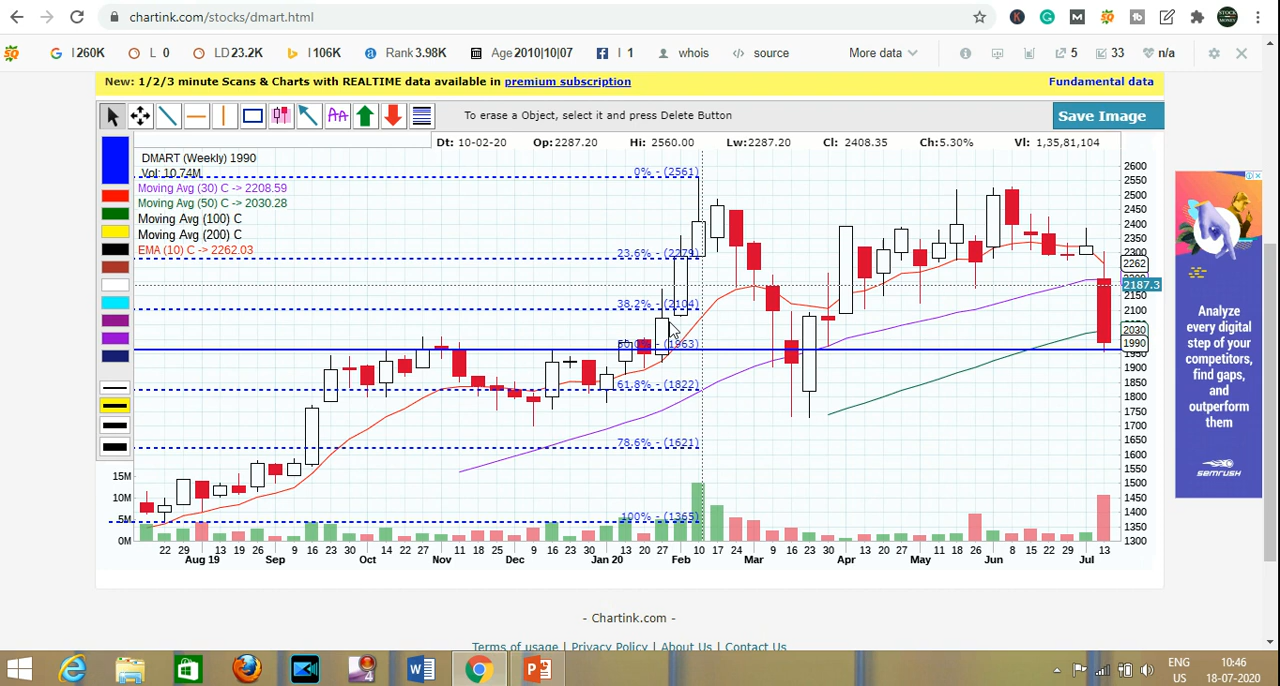 chartink.com/stocks/dmart.html
I 260K L 0 LD 23.2K I 106K Rank 3.98K Age 2010|10|07 I 1 whois source More data 5 33 n/a
New: 1/2/3 minute Scans & Charts with REALTIME data available in premium subscription Fundamental data
To erase a Object, select it and press Delete Button Save Image
Dt: 10-02-20 Op: 2287.20 Hi: 2560.00 Lw: 2287.20 Cl: 2408.35 Ch: 5.30% Vl: 1,35,81,104
DMART (Weekly) 1990
Vol: 10.74M
Moving Avg (30) C -> 2208.59
Moving Avg (50) C -> 2030.28
Moving Avg (100) C
Moving Avg (200) C
EMA (10) C -> 2262.03
0% - (2561)
23.6% - (2279)
38.2% - (2104)
50.0% - (1963)
61.8% - (1822)
78.6% - (1621)
100% - (1365)
2600
2550
2500
2450
2400
2350
2300
2262
2187.3
2150
2100
2030
1990
1950
1900
1850
1800
1750
1700
1650
1600
1550
1500
1450
1400
1350
1300
15M
10M
5M
0M
22 29 13 19 26 9 16 23 30 14 22 27 11 18 25 9 16 23 30 13 20 27 10 17 24 9 16 23 30 13 20 27 11 18 26 8 15 22 29 13
Aug 19 Sep Oct Nov Dec Jan 20 Feb Mar Apr May Jun Jul
Analyze
every digital
step of your
competitors,
find gaps,
and
outperform
them
SEMRUSH
- Chartink.com -
Terms of usage | Privacy Policy | About Us | Contact Us
ENG 10:46
US 18-07-2020